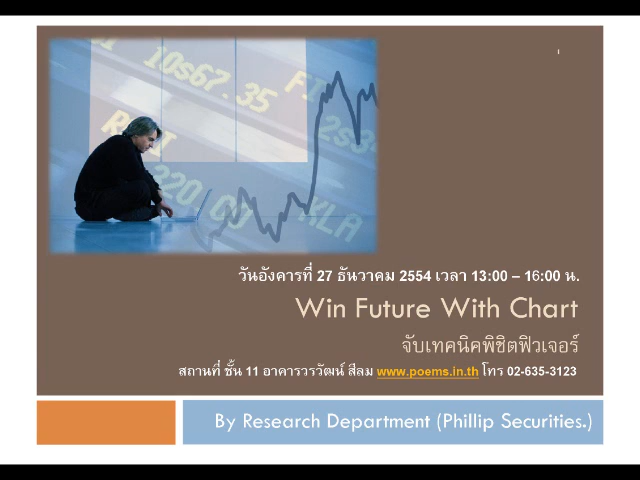 1
10s67.35
วันอังคารที่ 27 ธันวาคม 2554 เวลา 13:00 – 16:00 น.
Win Future With Chart
จับเทคนิคพิชิตฟิวเจอร์
สถานที่ ชั้น 11 อาคารวรวัฒน์ สีลม www.poems.in.th โทร 02-635-3123
By Research Department (Phillip Securities.)